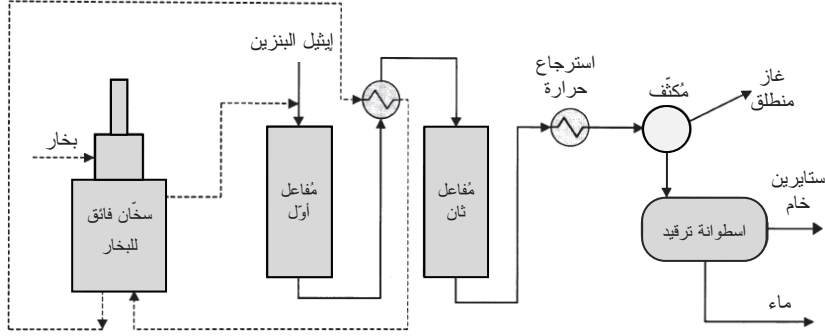 إيثيل البنزين
بخار
سخّان فائق
للبخار
مُفاعل
أوّل
مُفاعل
ثان
استرجاع
حرارة
مُكثّف
غاز
منطلق
ستايرين
خام
اسطوانة ترقيد
ماء